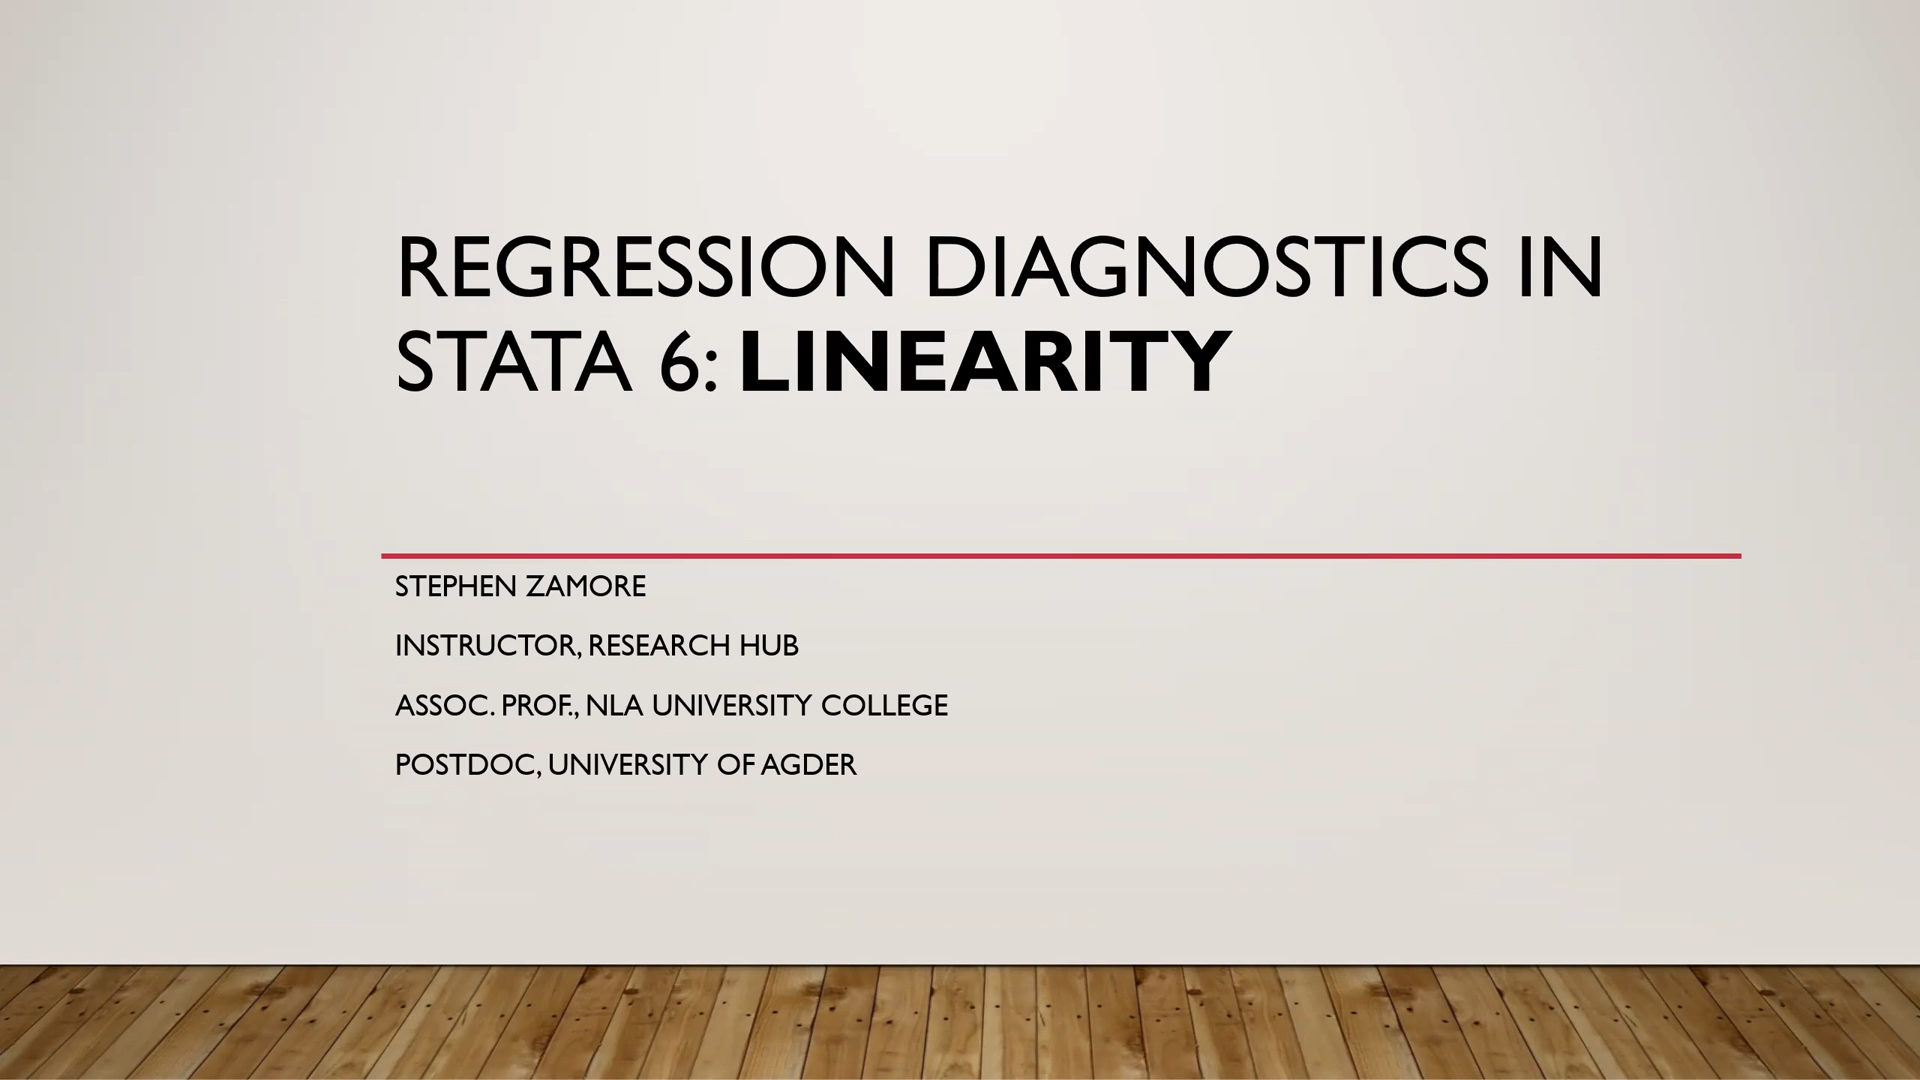 REGRESSION DIAGNOSTICS IN
STATA 6: LINEARITY
STEPHEN ZAMORE
INSTRUCTOR, RESEARCH HUB
ASSOC. PROF., NLA UNIVERSITY COLLEGE
POSTDOC, UNIVERSITY OF AGDER